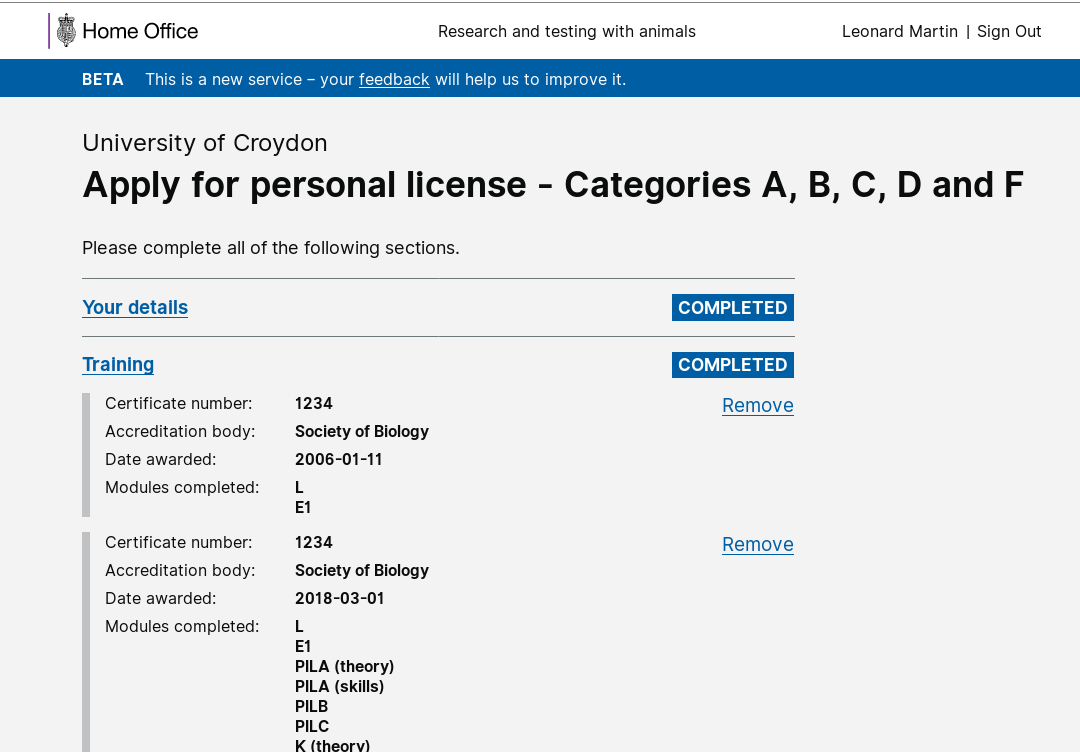 Home Office
Research and testing with animals
Leonard Martin | Sign Out
BETA This is a new service – your feedback will help us to improve it.
University of Croydon
Apply for personal license - Categories A, B, C, D and F
Please complete all of the following sections.
Your details COMPLETED
Training COMPLETED
Certificate number: 1234 Remove
Accreditation body: Society of Biology
Date awarded: 2006-01-11
Modules completed: L
E1
Certificate number: 1234 Remove
Accreditation body: Society of Biology
Date awarded: 2018-03-01
Modules completed: L
E1
PILA (theory)
PILA (skills)
PILB
PILC
K (theory)